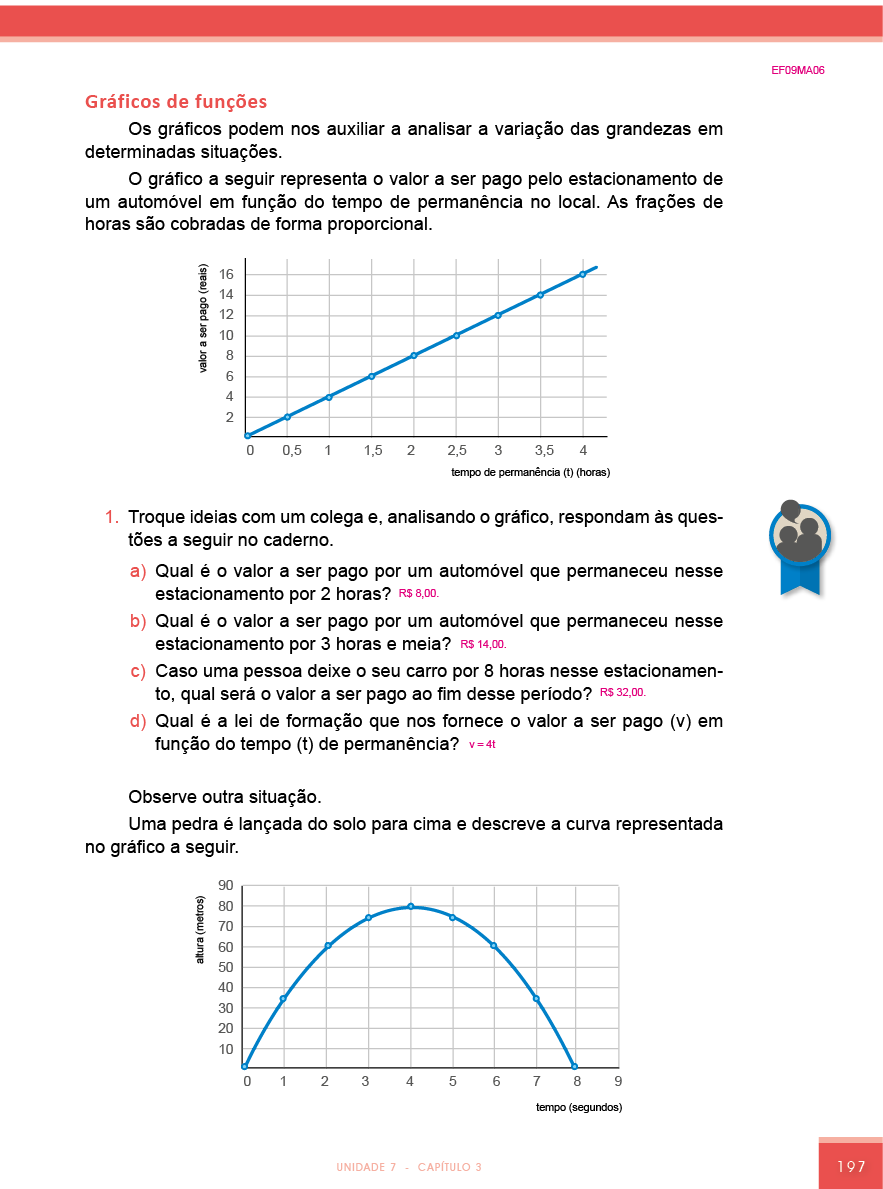 EF09MA06
Gráficos de funções
Os gráficos podem nos auxiliar a analisar a variação das grandezas em
determinadas situações.
O gráfico a seguir representa o valor a ser pago pelo estacionamento de
um automóvel em função do tempo de permanência no local. As frações de
horas são cobradas de forma proporcional.
valor a ser pago (reais)
16
14
12
10
8
6
4
2
0 0,5 1 1,5 2 2,5 3 3,5 4
tempo de permanência (t) (horas)
1. Troque ideias com um colega e, analisando o gráfico, respondam às ques-
tões a seguir no caderno.
a) Qual é o valor a ser pago por um automóvel que permaneceu nesse
estacionamento por 2 horas? R$ 8,00.
b) Qual é o valor a ser pago por um automóvel que permaneceu nesse
estacionamento por 3 horas e meia? R$ 14,00.
c) Caso uma pessoa deixe o seu carro por 8 horas nesse estacionamen-
to, qual será o valor a ser pago ao fim desse período? R$ 32,00.
d) Qual é a lei de formação que nos fornece o valor a ser pago (v) em
função do tempo (t) de permanência? v = 4t
Observe outra situação.
Uma pedra é lançada do solo para cima e descreve a curva representada
no gráfico a seguir.
altura (metros)
90
80
70
60
50
40
30
20
10
0 1 2 3 4 5 6 7 8 9
tempo (segundos)
UNIDADE 7 - CAPÍTULO 3
197